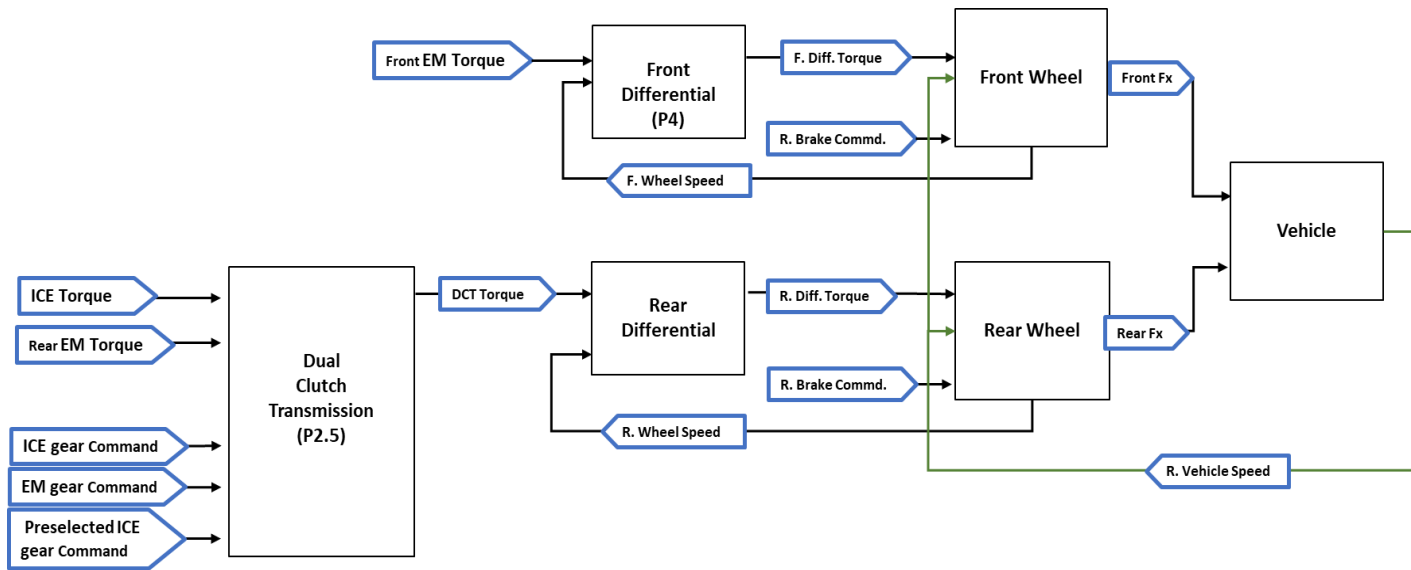 Front EM Torque
Front
Differential
(P4)
F. Diff. Torque
R. Brake Commd.
F. Wheel Speed
Front Wheel
Front Fx
Vehicle
ICE Torque
Rear EM Torque
ICE gear Command
EM gear Command
Preselected ICE
gear Command
Dual
Clutch
Transmission
(P2.5)
DCT Torque
Rear
Differential
R. Diff. Torque
R. Brake Commd.
R. Wheel Speed
Rear Wheel
Rear Fx
R. Vehicle Speed